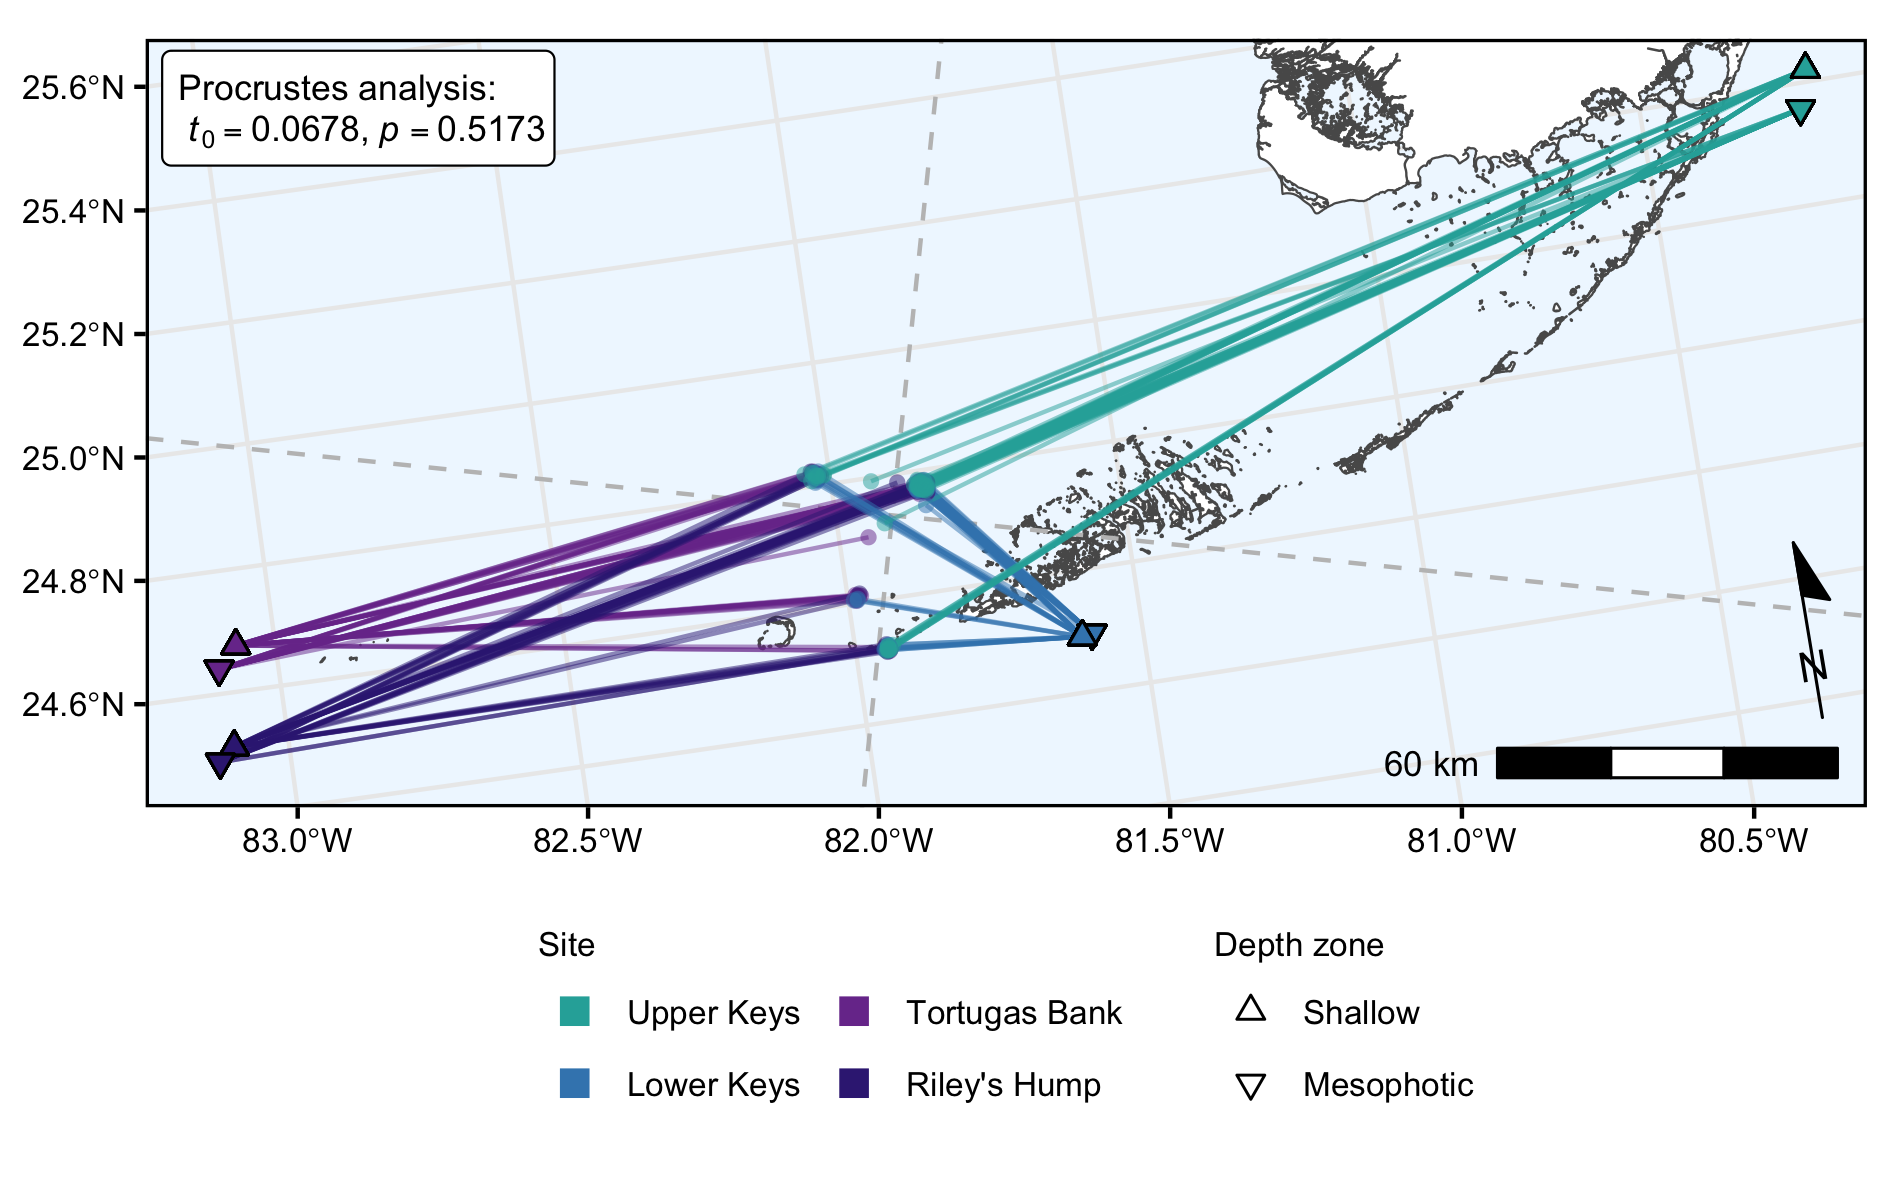 Procrustes analysis:
t0 = 0.0678, p = 0.5173
25.6°N
25.4°N
25.2°N
25.0°N
24.8°N
24.6°N
N
60 km
83.0°W 82.5°W 82.0°W 81.5°W 81.0°W 80.5°W
Site Depth zone
Upper Keys Tortugas Bank Shallow
Lower Keys Riley's Hump Mesophotic